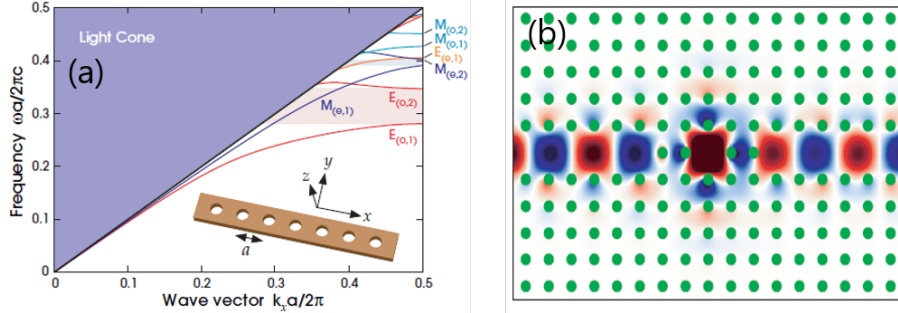 (a)
Light Cone
Frequency ωa/2πc
0.5
0.4
0.3
0.2
0.1
0
M(o,2)
M(o,1)
E(e,1)
M(e,2)
E(o,2)
M(e,1)
E(o,1)
z
y
x
a
0
0.1
0.2
0.3
0.4
0.5
Wave vector kₓa/2π
(b)